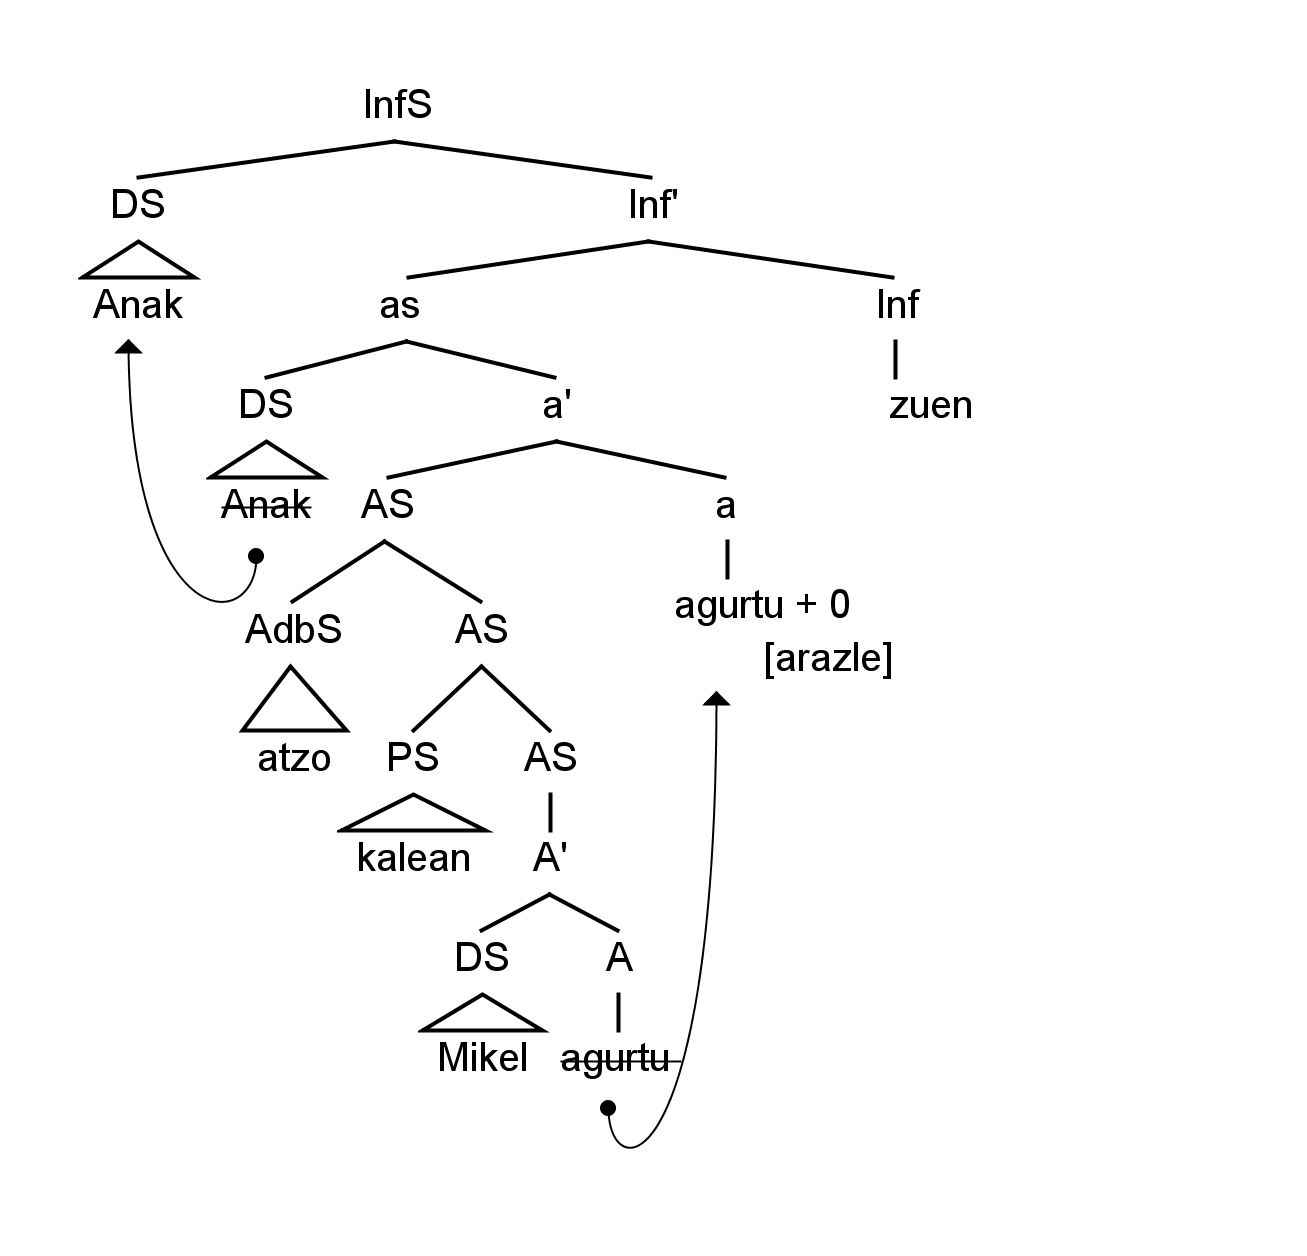 InfS
DS Inf'
Anak as Inf
DS a' zuen
Anak AS a
AdbS AS agurtu + 0
[arazle]
atzo PS AS
kalean A'
DS A
Mikel agurtu